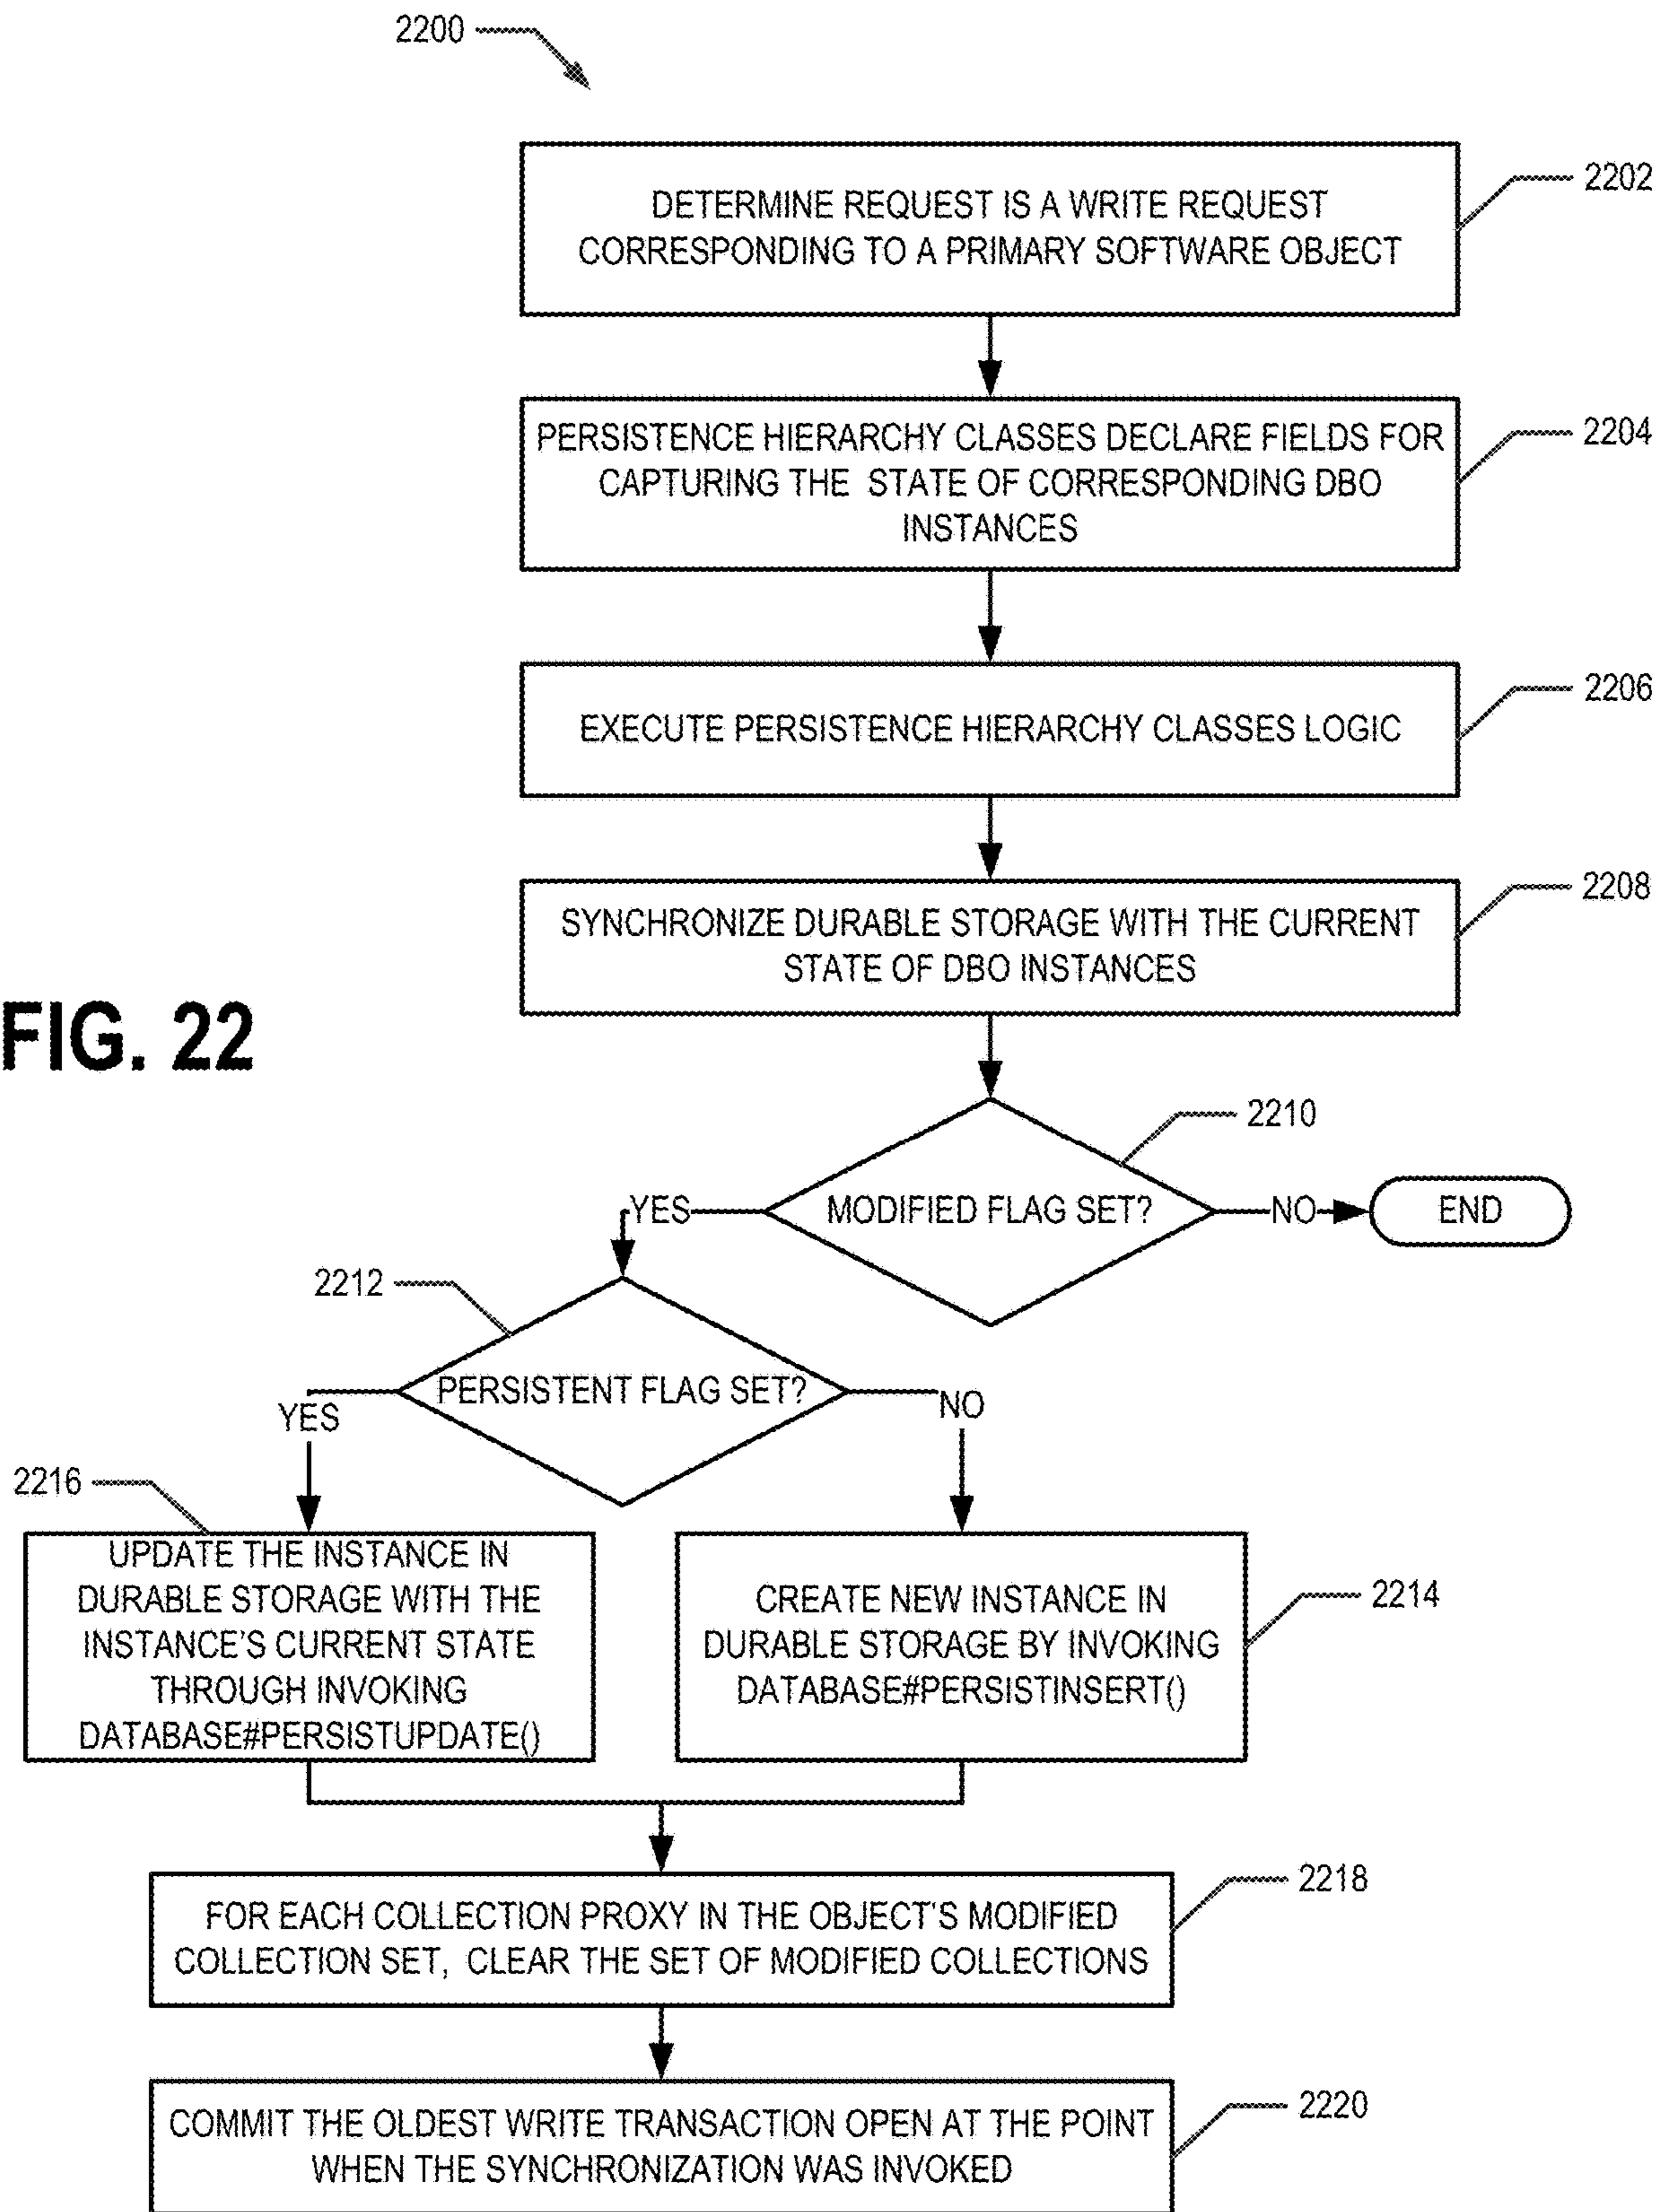 2200
DETERMINE REQUEST IS A WRITE REQUEST
CORRESPONDING TO A PRIMARY SOFTWARE OBJECT
2202
PERSISTENCE HIERARCHY CLASSES DECLARE FIELDS FOR
CAPTURING THE STATE OF CORRESPONDING DBO
INSTANCES
2204
EXECUTE PERSISTENCE HIERARCHY CLASSES LOGIC
2206
SYNCHRONIZE DURABLE STORAGE WITH THE CURRENT
STATE OF DBO INSTANCES
2208
FIG. 22
MODIFIED FLAG SET?
2210
YES
NO
END
PERSISTENT FLAG SET?
2212
YES
NO
UPDATE THE INSTANCE IN
DURABLE STORAGE WITH THE
INSTANCE'S CURRENT STATE
THROUGH INVOKING
DATABASE#PERSISTUPDATE()
2216
CREATE NEW INSTANCE IN
DURABLE STORAGE BY INVOKING
DATABASE#PERSISTINSERT()
2214
FOR EACH COLLECTION PROXY IN THE OBJECT'S MODIFIED
COLLECTION SET, CLEAR THE SET OF MODIFIED COLLECTIONS
2218
COMMIT THE OLDEST WRITE TRANSACTION OPEN AT THE POINT
WHEN THE SYNCHRONIZATION WAS INVOKED
2220